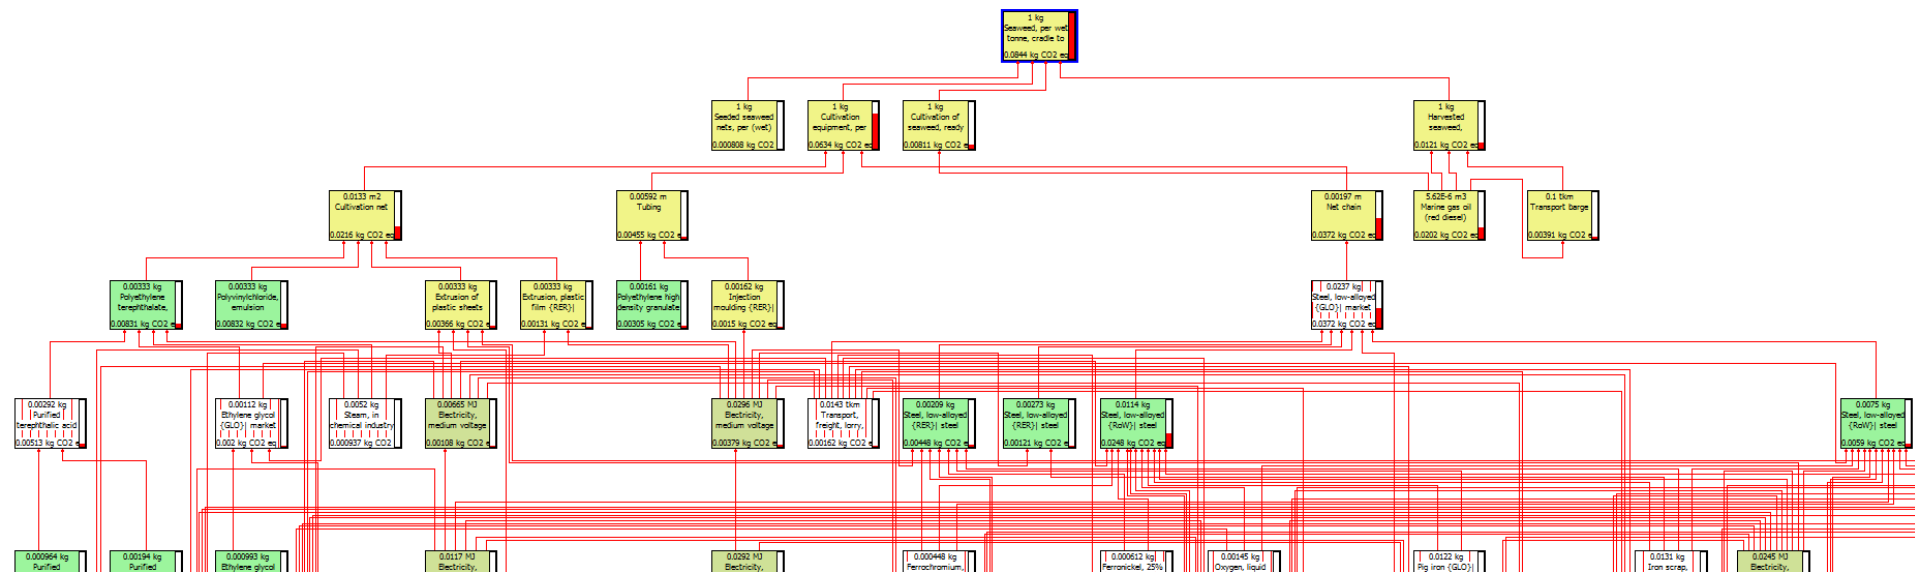 1 kg
Seaweed, per wet
tonne, cradle to
0.0844 kg CO2 eq
1 kg
Seeded seaweed
nets, per (wet)
0.000808 kg CO2
1 kg
Cultivation
equipment, per
0.0634 kg CO2 eq
1 kg
Cultivation of
seaweed, ready
0.00811 kg CO2 e
1 kg
Harvested
seaweed,
0.0121 kg CO2 eq
0.0133 m2
Cultivation net
0.0216 kg CO2 eq
0.00592 m
Tubing
0.00455 kg CO2 e
0.00197 m
Net chain
0.0372 kg CO2 eq
5.62E-6 m3
Marine gas oil
(red diesel)
0.0202 kg CO2 eq
0.1 tkm
Transport barge
0.00391 kg CO2 e
0.00333 kg
Polyethylene
terephthalate,
0.00831 kg CO2 e
0.00333 kg
Polyvinylchloride,
emulsion
0.00832 kg CO2 e
0.00333 kg
Extrusion of
plastic sheets
0.00366 kg CO2 e
0.00333 kg
Extrusion, plastic
film {RER}|
0.00131 kg CO2 e
0.00161 kg
Polyethylene high
density granulate
0.00305 kg CO2 e
0.00162 kg
Injection
moulding {RER}|
0.0015 kg CO2 e
0.0237 kg
Steel, low-alloyed
{GLO}| market
0.0372 kg CO2 eq
0.00292 kg
Purified
terephthalic acid
0.00513 kg CO2 e
0.00112 kg
Ethylene glycol
{GLO}| market
0.002 kg CO2 eq
0.0052 kg
Steam, in
chemical industry
0.000937 kg CO2
0.00665 MJ
Electricity,
medium voltage
0.00108 kg CO2 e
0.0296 MJ
Electricity,
medium voltage
0.00379 kg CO2 e
0.0143 tkm
Transport,
freight, lorry,
0.00162 kg CO2 e
0.00209 kg
Steel, low-alloyed
{RER}| steel
0.00448 kg CO2 e
0.00273 kg
Steel, low-alloyed
{RER}| steel
0.00121 kg CO2 e
0.0114 kg
Steel, low-alloyed
{RoW}| steel
0.0248 kg CO2 eq
0.0075 kg
Steel, low-alloyed
{RoW}| steel
0.0059 kg CO2 e
0.000964 kg
Purified
0.00194 kg
Purified
0.000993 kg
Ethylene glycol
0.0117 MJ
Electricity,
0.0292 MJ
Electricity,
0.000448 kg
Ferrochromium,
0.000612 kg
Ferronickel, 25%
0.00145 kg
Oxygen, liquid
0.0122 kg
Pig iron {GLO}|
0.0131 kg
Iron scrap,
0.0245 MJ
Electricity,